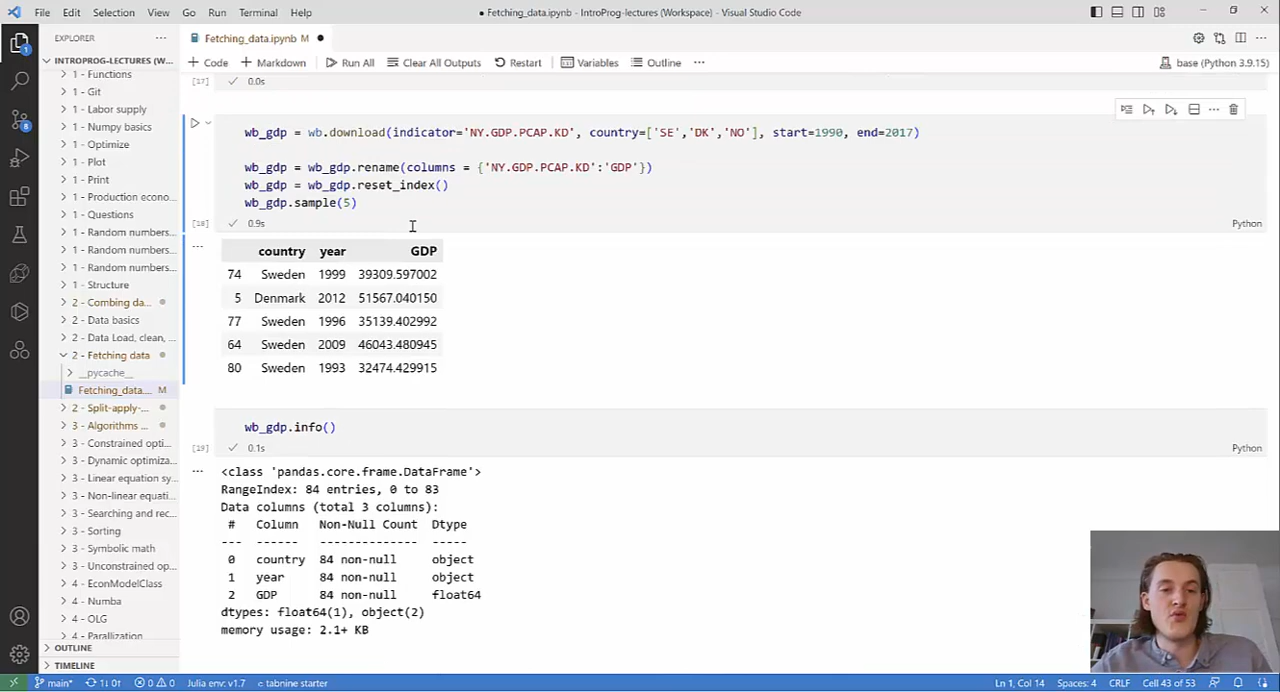 File Edit Selection View Go Run Terminal Help
● Fetching_data.ipynb - IntroProg-lectures (Workspace) - Visual Studio Code
EXPLORER
INTROPROG-LECTURES (W...
1 - Functions
1 - Git
1 - Labor supply
1 - Numpy basics
1 - Optimize
1 - Plot
1 - Print
1 - Production econo...
1 - Questions
1 - Random numbers...
1 - Random numbers...
1 - Random numbers...
1 - Structure
2 - Combing da...
2 - Data basics
2 - Data Load, clean, ...
2 - Fetching data
__pycache__
Fetching_data.... M
2 - Split-apply-...
3 - Algorithms ...
3 - Constrained opti...
3 - Dynamic optimiza...
3 - Linear equation sy...
3 - Non-linear equati...
3 - Searching and rec...
3 - Sorting
3 - Symbolic math
3 - Unconstrained op...
4 - EconModelClass
4 - Numba
4 - OLG
4 - Parallization
OUTLINE
TIMELINE
Fetching_data.ipynb M ●
+ Code + Markdown Run All Clear All Outputs Restart Variables Outline ... base (Python 3.9.15)
[17] 0.0s
wb_gdp = wb.download(indicator='NY.GDP.PCAP.KD', country=['SE','DK','NO'], start=1990, end=2017)
wb_gdp = wb_gdp.rename(columns = {'NY.GDP.PCAP.KD':'GDP'})
wb_gdp = wb_gdp.reset_index()
wb_gdp.sample(5)
[18] 0.9s Python
country year GDP
74 Sweden 1999 39309.597002
5 Denmark 2012 51567.040150
77 Sweden 1996 35139.402992
64 Sweden 2009 46043.480945
80 Sweden 1993 32474.429915
wb_gdp.info()
[19] 0.1s Python
<class 'pandas.core.frame.DataFrame'>
RangeIndex: 84 entries, 0 to 83
Data columns (total 3 columns):
# Column Non-Null Count Dtype
--- ------ -------------- -----
0 country 84 non-null object
1 year 84 non-null object
2 GDP 84 non-null float64
dtypes: float64(1), object(2)
memory usage: 2.1+ KB
main* 1↓ 0↑ 0 0 Julia env: v1.7 tabnine starter Ln 1, Col 14 Spaces: 4 CRLF Cell 43 of 53